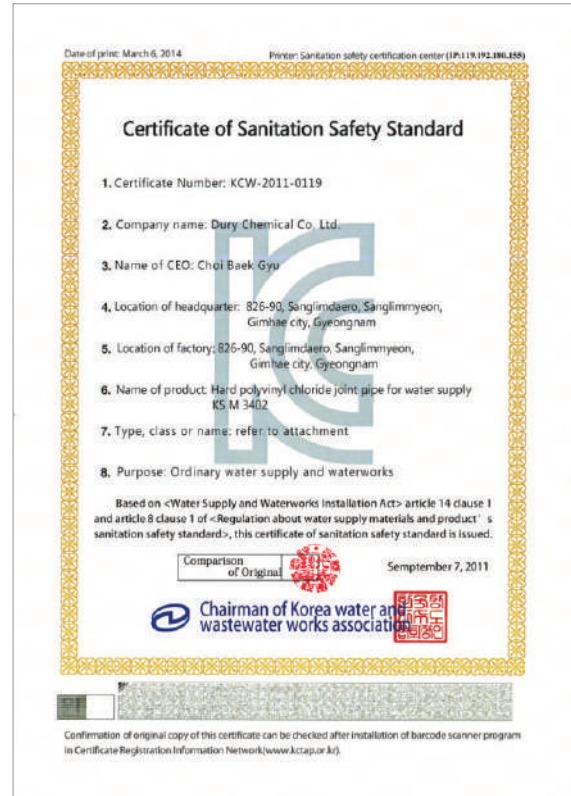 Date of print: March 6, 2014
Printer: Sanitation safety certification center (IP:119.192.180.155)
Certificate of Sanitation Safety Standard
1. Certificate Number: KCW-2011-0119
2. Company name: Dury Chemical Co, Ltd.
3. Name of CEO: Choi Baek Gyu
4. Location of headquarter: 826-90, Sanglimdaero, Sanglimmyeon,
Gimhae city, Gyeongnam
5. Location of factory: 826-90, Sanglimdaero, Sanglimmyeon,
Gimhae city, Gyeongnam
6. Name of product: Hard polyvinyl chloride joint pipe for water supply
KS M 3402
7. Type, class or name: refer to attachment
8. Purpose: Ordinary water supply and waterworks
Based on <Water Supply and Waterworks Installation Act> article 14 clause 1
and article 8 clause 1 of <Regulation about water supply materials and product' s
sanitation safety standard>, this certificate of sanitation safety standard is issued.
Comparison
of Original
Semptember 7, 2011
Chairman of Korea water and
wastewater works association
Confirmation of original copy of this certificate can be checked after installation of barcode scanner program
in Certificate Registration Information Network(www.kctap.or.kr).